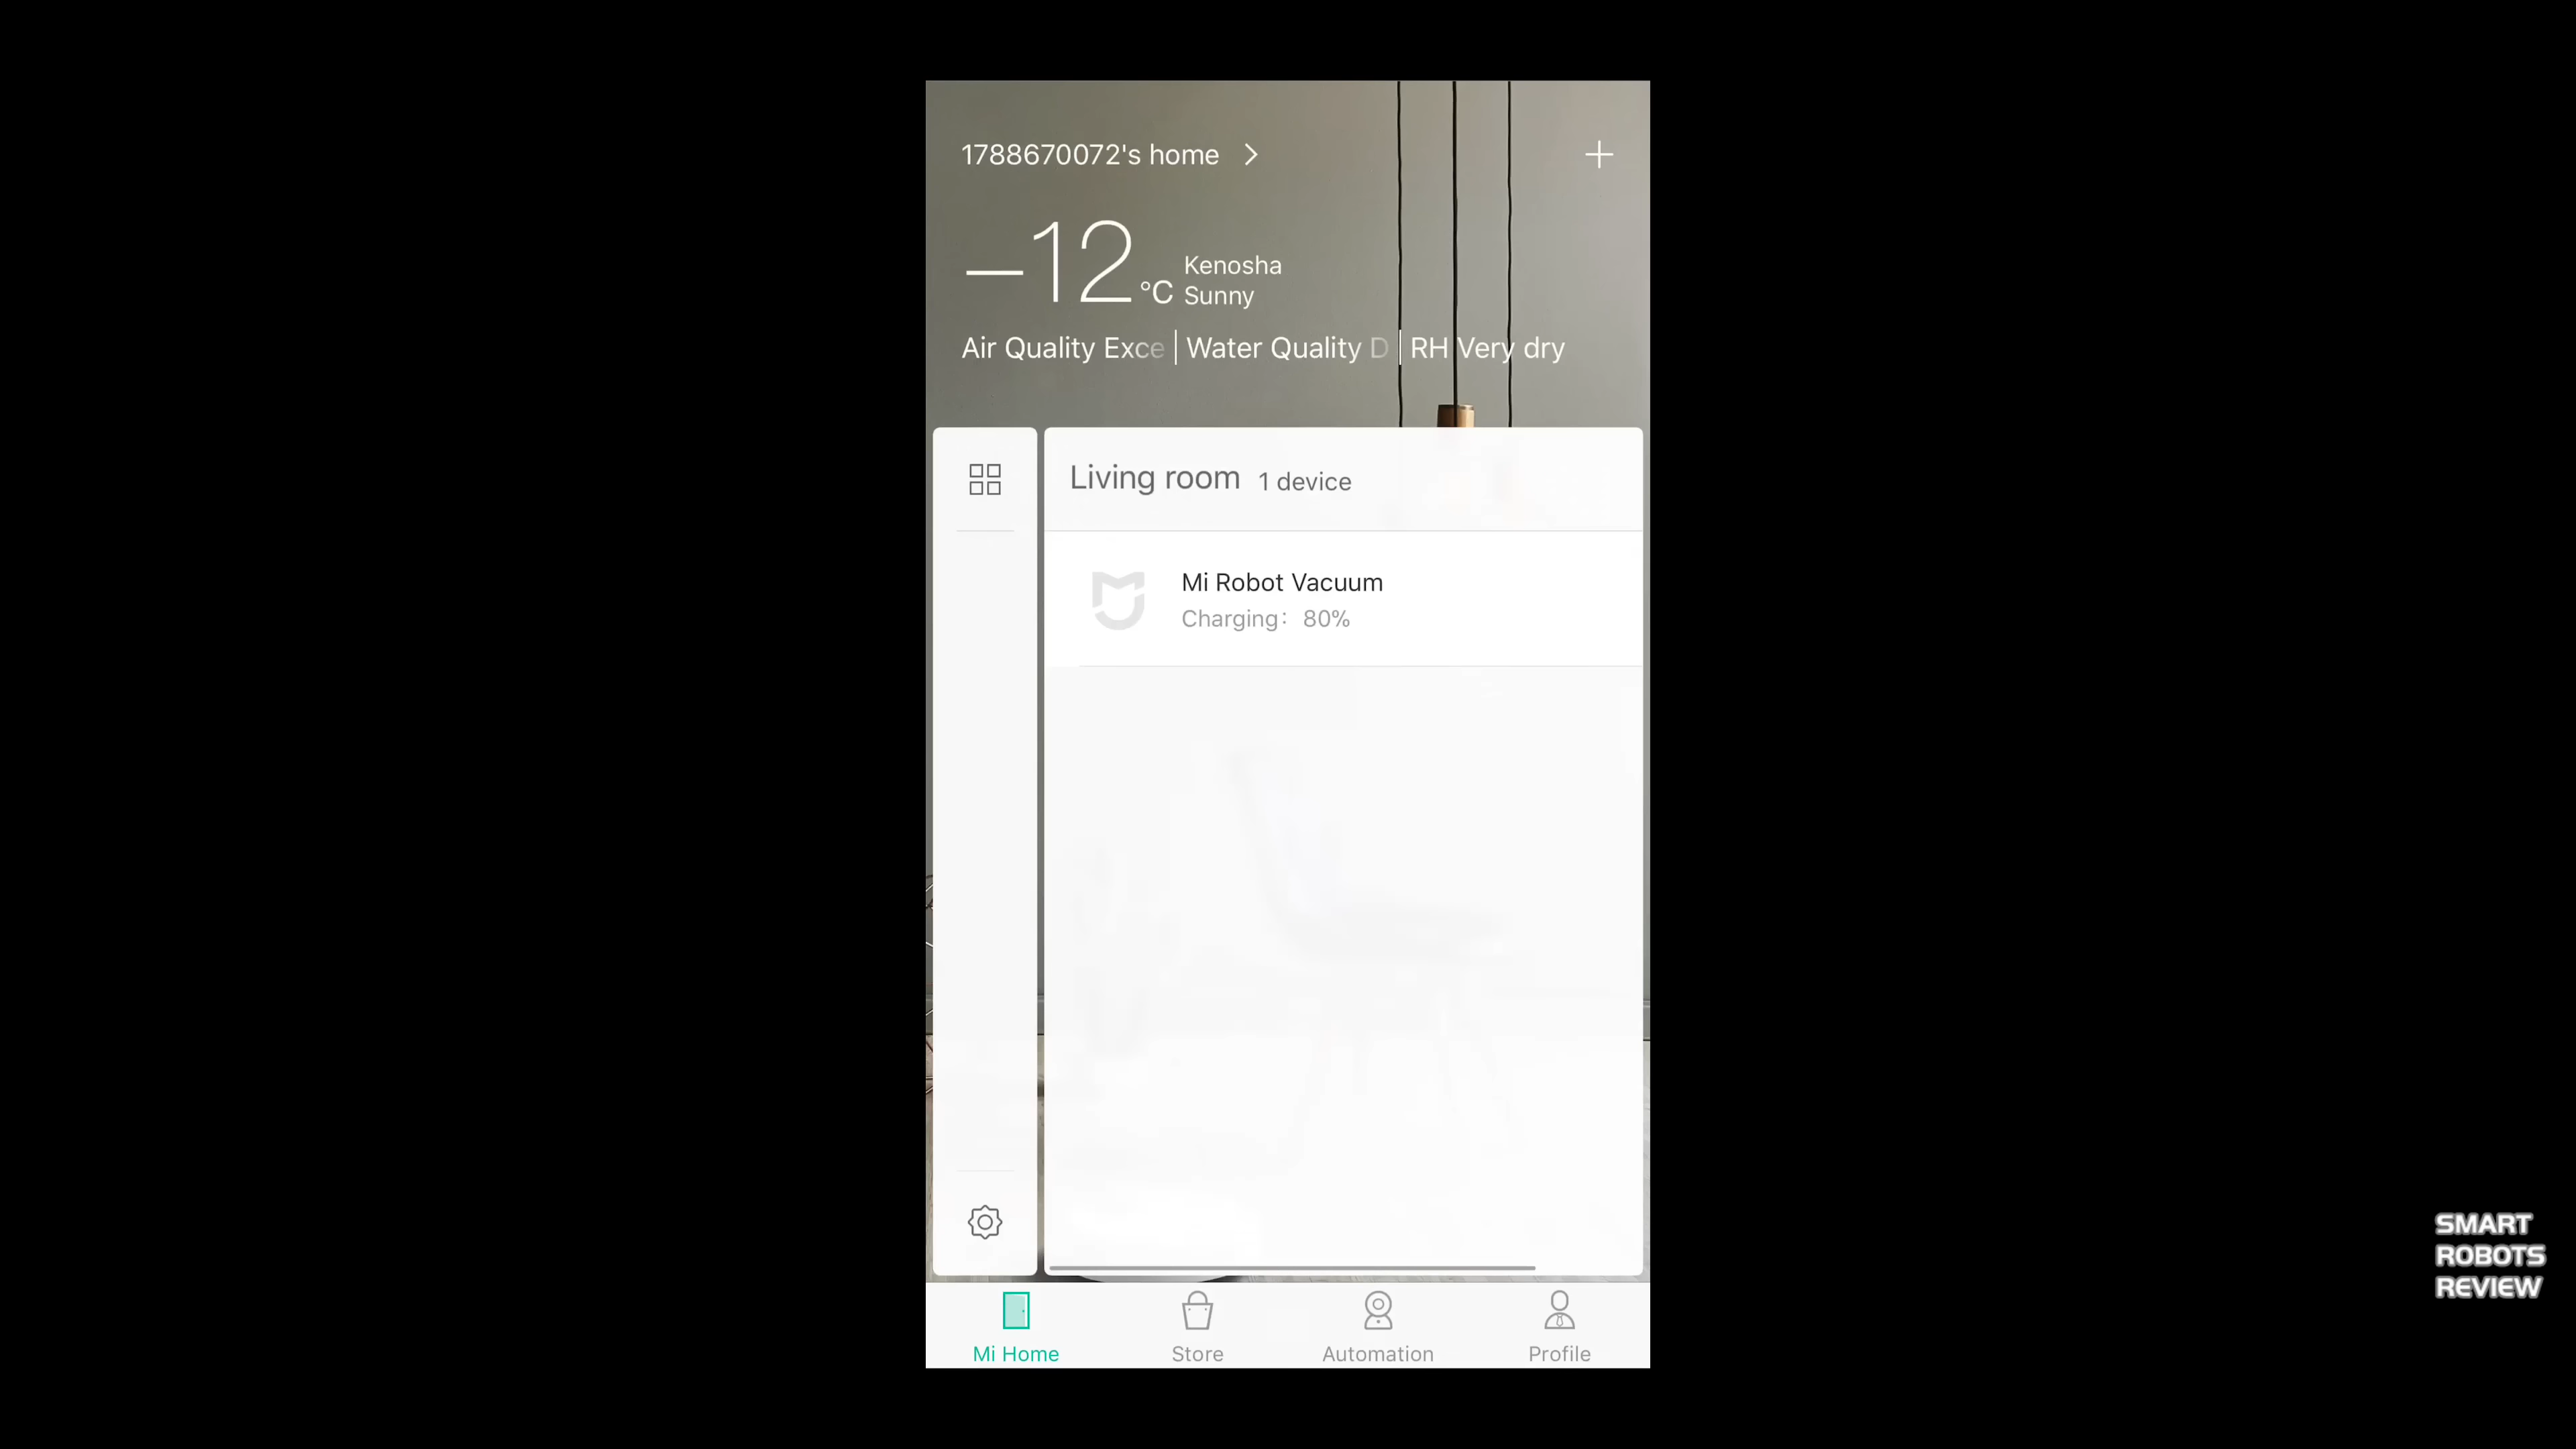 1788670072's home
–12 °C
Kenosha
Sunny
Air Quality Exce
Water Quality D
RH Very dry
Living room 1 device
Mi Robot Vacuum
Charging: 80%
Mi Home
Store
Automation
Profile
SMART
ROBOTS
REVIEW